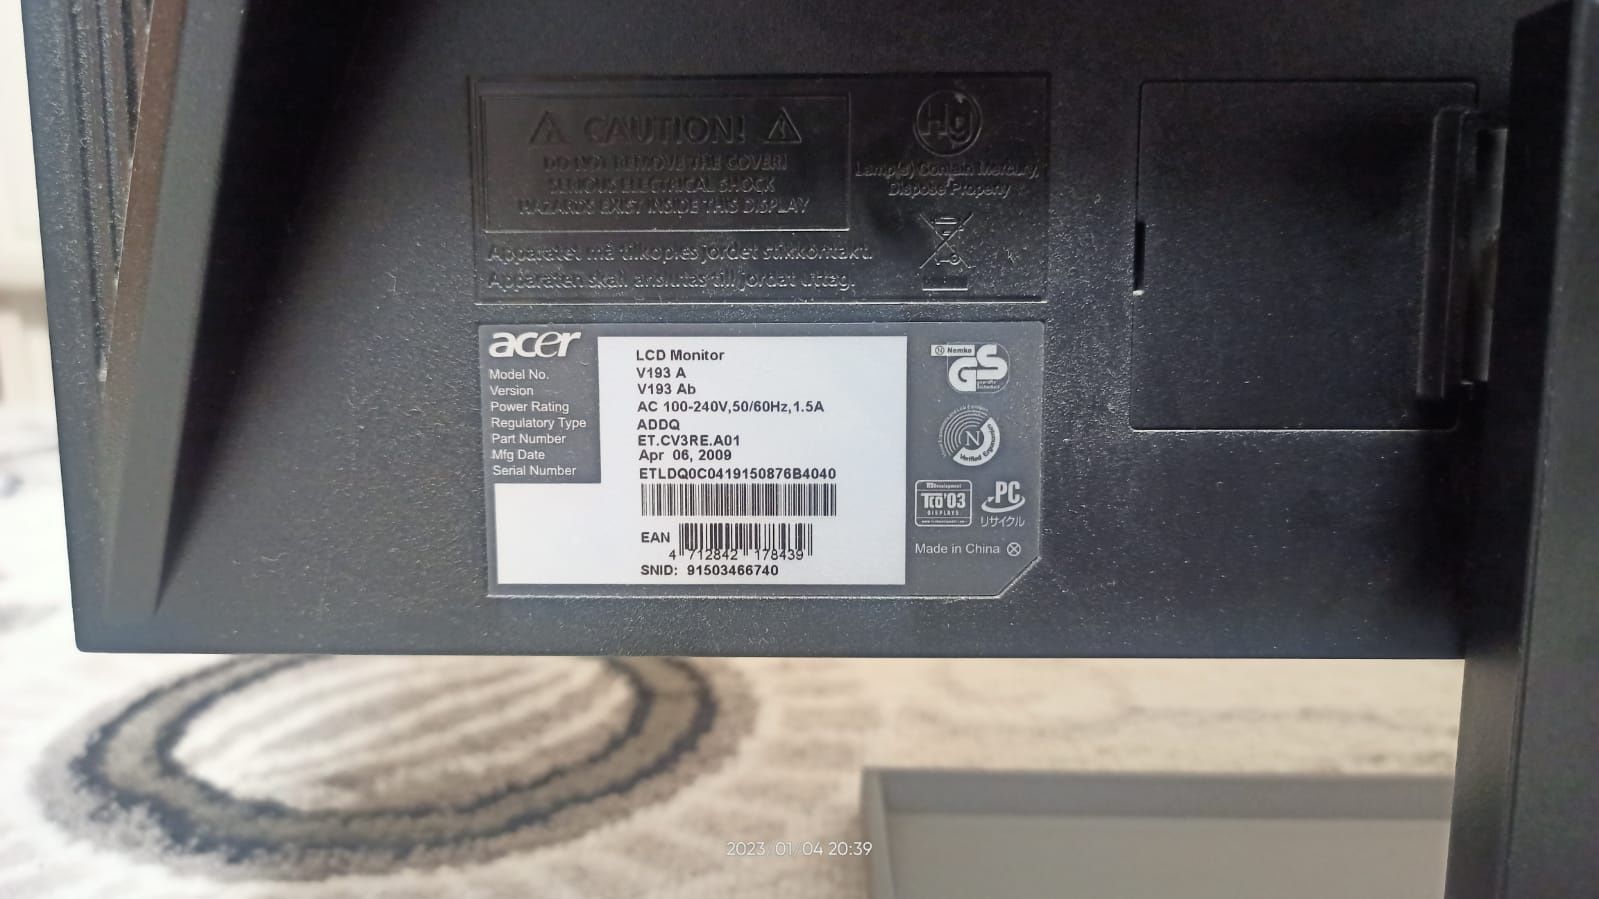 CAUTION!
DO NOT REMOVE THE COVER!
SERIOUS ELECTRICAL SHOCK
HAZARDS EXIST INSIDE THIS DISPLAY
Hg
Lamp(s) Contain Mercury,
Dispose Properly
Apparatet må tilkoples jordet stikkontakt.
Apparaten skall anslutas till jordat uttag.
acer
LCD Monitor
Model No. V193 A
Version V193 Ab
Power Rating AC 100-240V,50/60Hz,1.5A
Regulatory Type ADDQ
Part Number ET.CV3RE.A01
Mfg Date Apr 06, 2009
Serial Number ETLDQ0C0419150876B4040
EAN
4 712842 178439
SNID: 91503466740
N Nemko
GS
N
TCO'03
DISPLAYS
PC
リサイクル
Made in China
2023/01/04 20:39